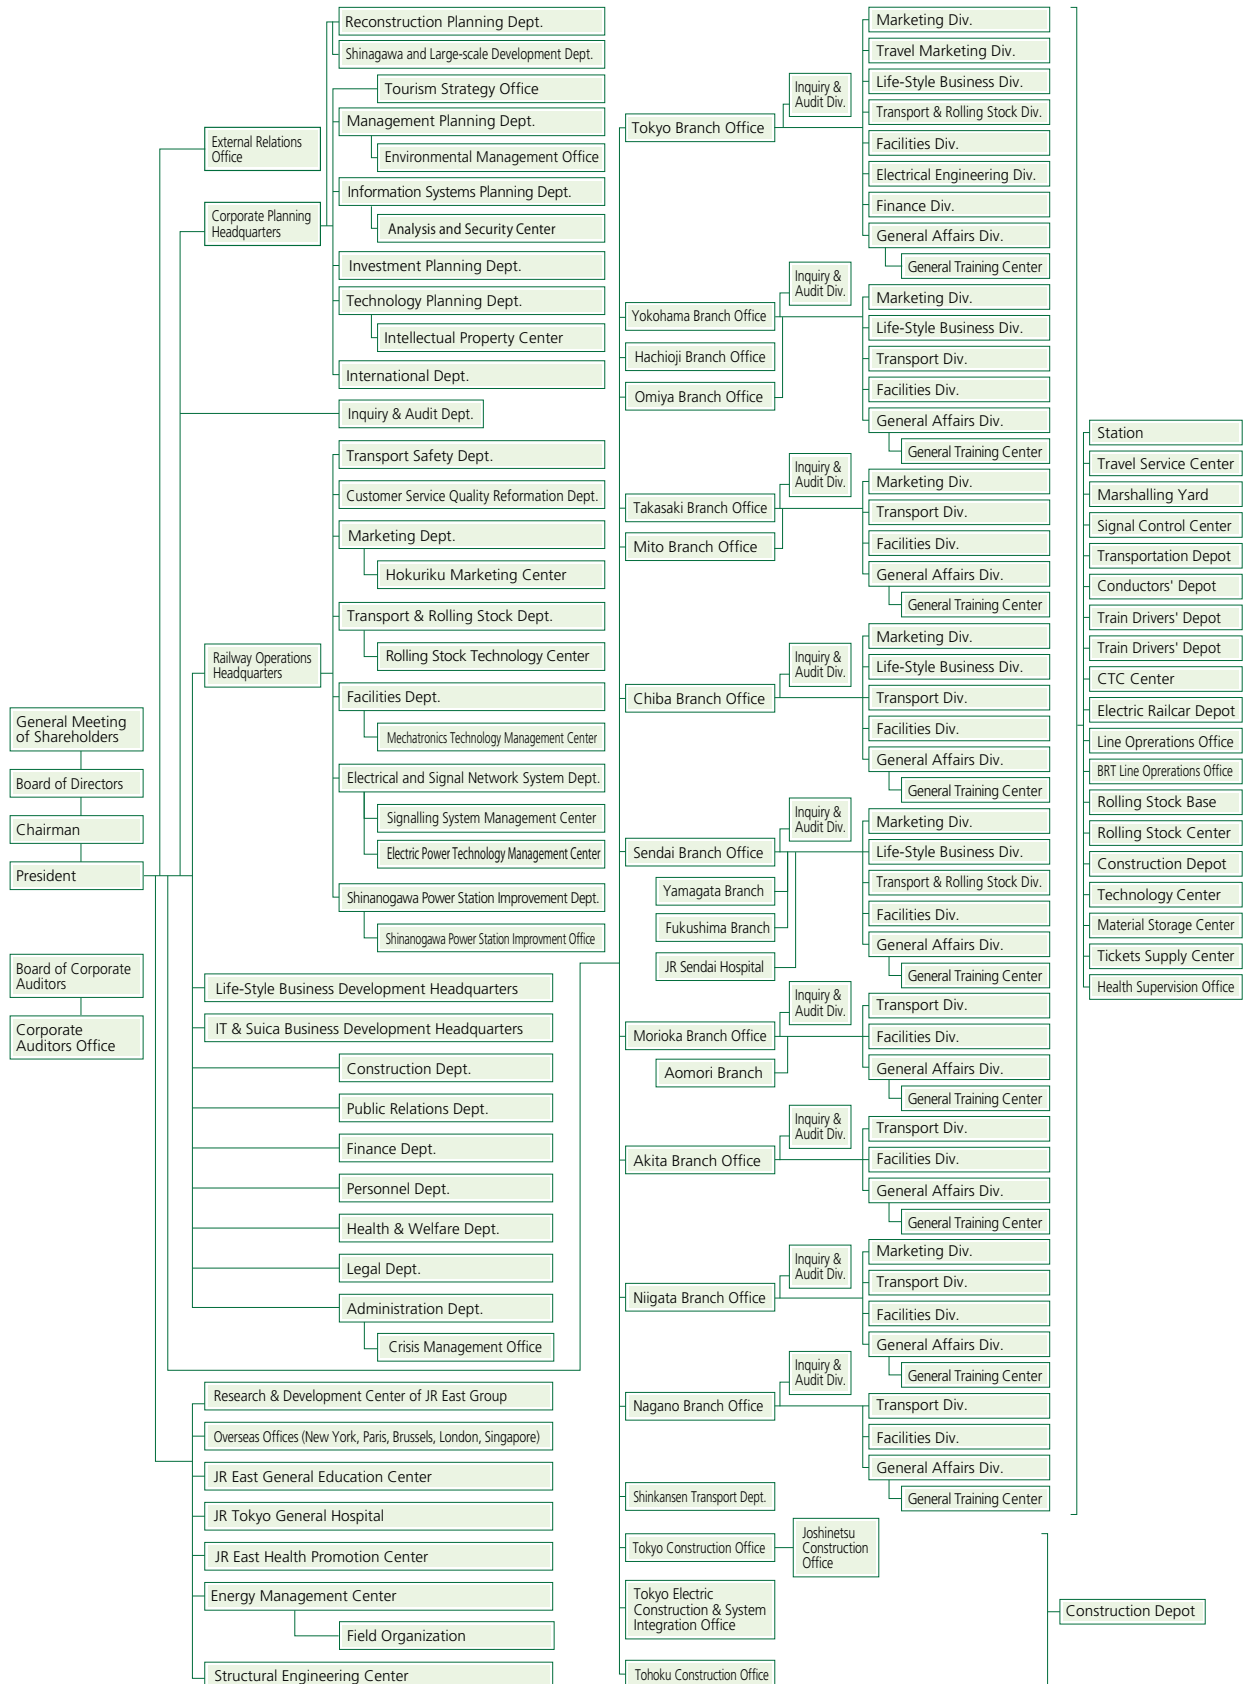 General Meeting
of Shareholders
Board of Directors
Chairman
President
Board of Corporate
Auditors
Corporate
Auditors Office
External Relations
Office
Corporate Planning
Headquarters
Reconstruction Planning Dept.
Shinagawa and Large-scale Development Dept.
Tourism Strategy Office
Management Planning Dept.
Environmental Management Office
Information Systems Planning Dept.
Analysis and Security Center
Investment Planning Dept.
Technology Planning Dept.
Intellectual Property Center
International Dept.
Inquiry & Audit Dept.
Railway Operations
Headquarters
Transport Safety Dept.
Customer Service Quality Reformation Dept.
Marketing Dept.
Hokuriku Marketing Center
Transport & Rolling Stock Dept.
Rolling Stock Technology Center
Facilities Dept.
Mechatronics Technology Management Center
Electrical and Signal Network System Dept.
Signalling System Management Center
Electric Power Technology Management Center
Shinanogawa Power Station Improvement Dept.
Shinanogawa Power Station Improvment Office
Life-Style Business Development Headquarters
IT & Suica Business Development Headquarters
Construction Dept.
Public Relations Dept.
Finance Dept.
Personnel Dept.
Health & Welfare Dept.
Legal Dept.
Administration Dept.
Crisis Management Office
Research & Development Center of JR East Group
Overseas Offices (New York, Paris, Brussels, London, Singapore)
JR East General Education Center
JR Tokyo General Hospital
JR East Health Promotion Center
Energy Management Center
Field Organization
Structural Engineering Center
Tokyo Branch Office
Inquiry &
Audit Div.
Marketing Div.
Travel Marketing Div.
Life-Style Business Div.
Transport & Rolling Stock Div.
Facilities Div.
Electrical Engineering Div.
Finance Div.
General Affairs Div.
General Training Center
Yokohama Branch Office
Hachioji Branch Office
Omiya Branch Office
Inquiry &
Audit Div.
Marketing Div.
Life-Style Business Div.
Transport Div.
Facilities Div.
General Affairs Div.
General Training Center
Takasaki Branch Office
Mito Branch Office
Inquiry &
Audit Div.
Marketing Div.
Transport Div.
Facilities Div.
General Affairs Div.
General Training Center
Chiba Branch Office
Inquiry &
Audit Div.
Marketing Div.
Life-Style Business Div.
Transport Div.
Facilities Div.
General Affairs Div.
General Training Center
Sendai Branch Office
Yamagata Branch
Fukushima Branch
JR Sendai Hospital
Inquiry &
Audit Div.
Marketing Div.
Life-Style Business Div.
Transport & Rolling Stock Div.
Facilities Div.
General Affairs Div.
General Training Center
Morioka Branch Office
Aomori Branch
Inquiry &
Audit Div.
Transport Div.
Facilities Div.
General Affairs Div.
General Training Center
Akita Branch Office
Inquiry &
Audit Div.
Transport Div.
Facilities Div.
General Affairs Div.
General Training Center
Niigata Branch Office
Inquiry &
Audit Div.
Marketing Div.
Transport Div.
Facilities Div.
General Affairs Div.
General Training Center
Nagano Branch Office
Inquiry &
Audit Div.
Transport Div.
Facilities Div.
General Affairs Div.
General Training Center
Shinkansen Transport Dept.
Tokyo Construction Office
Joshinetsu
Construction
Office
Tokyo Electric
Construction & System
Integration Office
Tohoku Construction Office
Station
Travel Service Center
Marshalling Yard
Signal Control Center
Transportation Depot
Conductors' Depot
Train Drivers' Depot
Train Drivers' Depot
CTC Center
Electric Railcar Depot
Line Oprerations Office
BRT Line Oprerations Office
Rolling Stock Base
Rolling Stock Center
Construction Depot
Technology Center
Material Storage Center
Tickets Supply Center
Health Supervision Office
Construction Depot